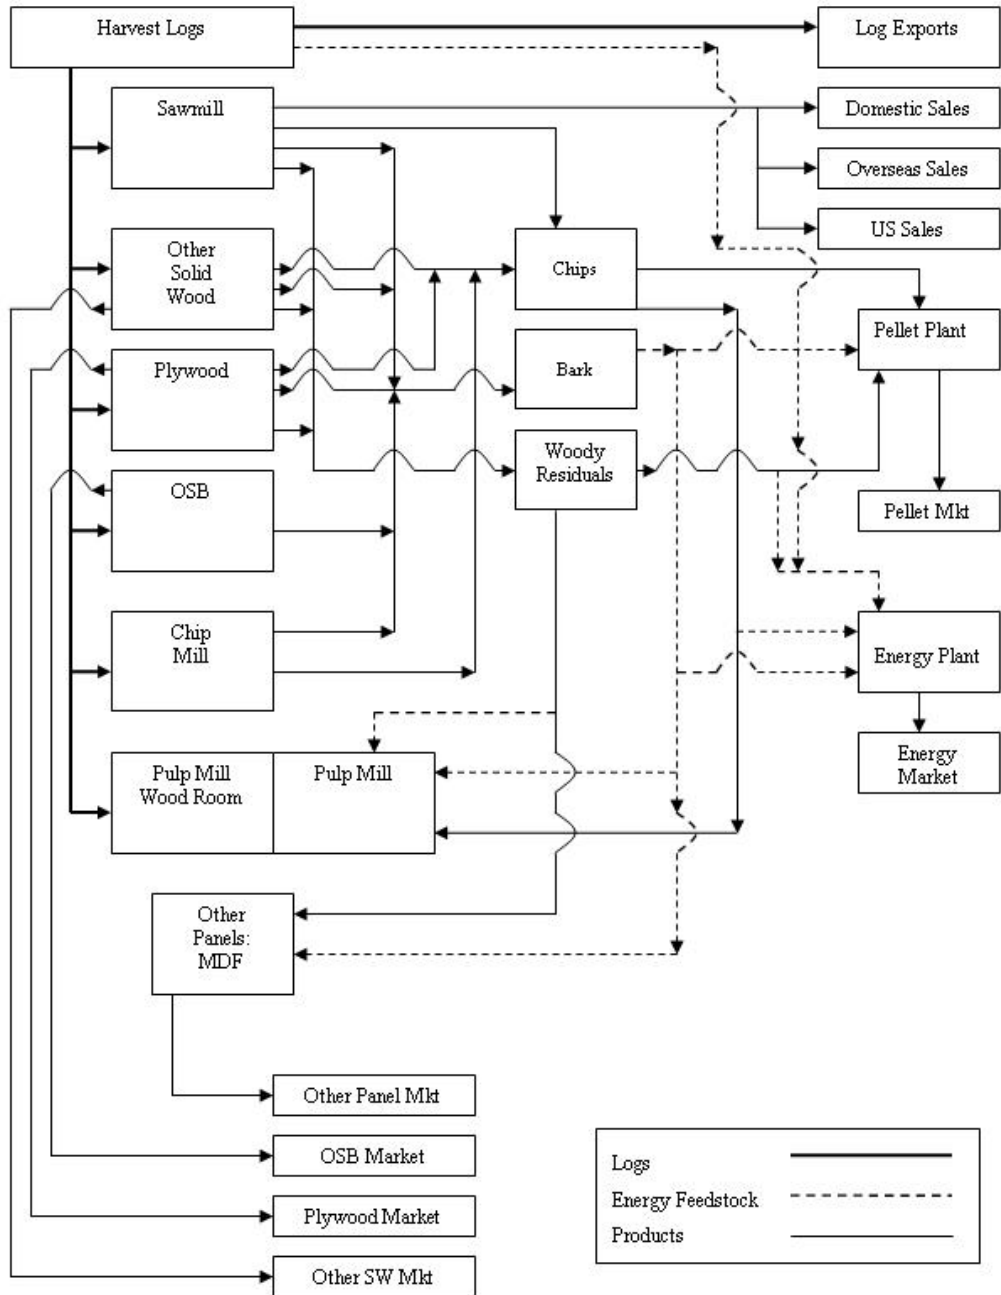 Harvest Logs
Log Exports
Sawmill
Domestic Sales
Overseas Sales
US Sales
Other
Solid
Wood
Chips
Pellet Plant
Plywood
Bark
Woody
Residuals
OSB
Pellet Mkt
Chip
Mill
Energy Plant
Pulp Mill
Wood Room
Pulp Mill
Energy
Market
Other
Panels:
MDF
Other Panel Mkt
OSB Market
Plywood Market
Other SW Mkt
Logs
Energy Feedstock
Products